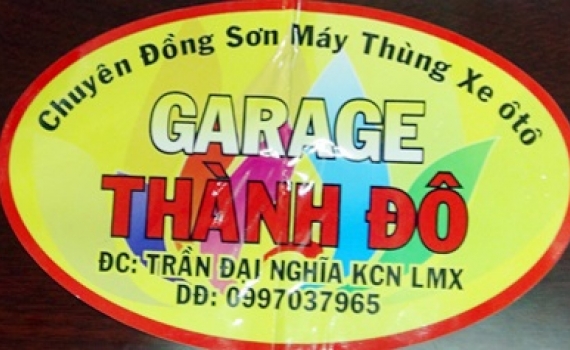 Chuyên Đồng Sơn Máy Thùng Xe ôtô
GARAGE
THÀNH ĐÔ
ĐC: TRẦN ĐẠI NGHĨA KCN LMX
DĐ: 0997037965